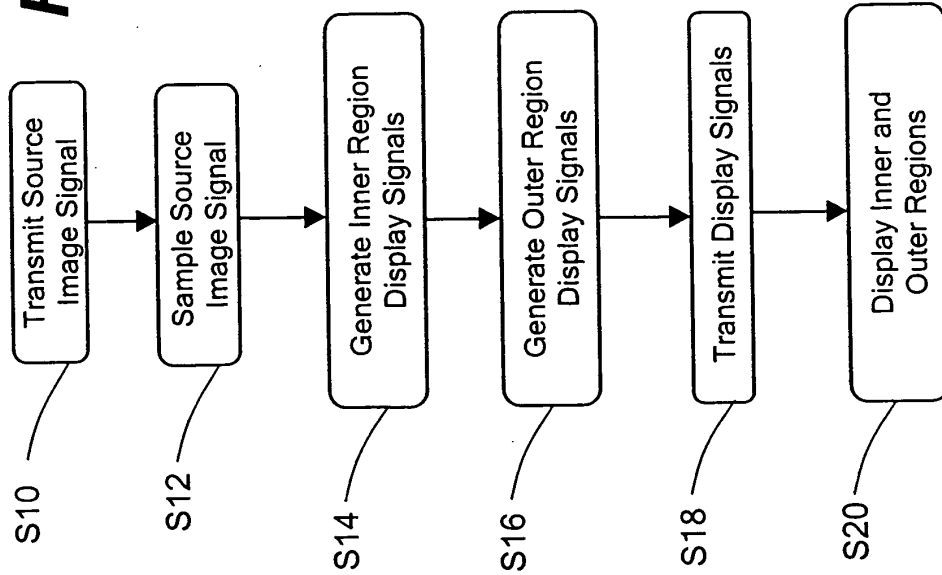 S10
Transmit Source
Image Signal
S12
Sample Source
Image Signal
S14
Generate Inner Region
Display Signals
S16
Generate Outer Region
Display Signals
S18
Transmit Display Signals
S20
Display Inner and
Outer Regions